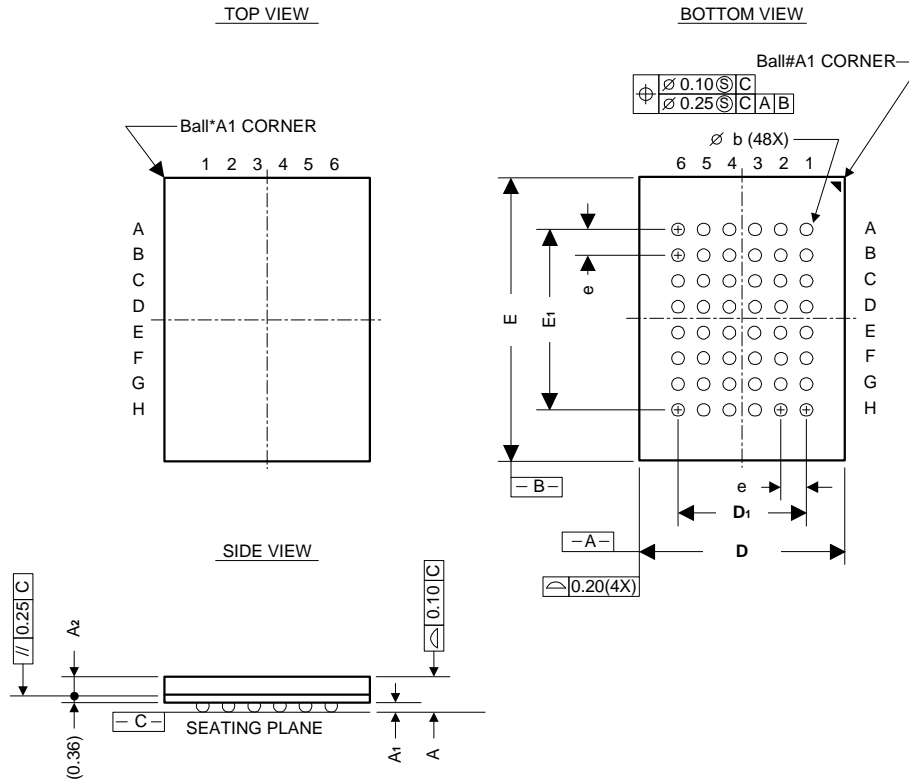 TOP VIEW
BOTTOM VIEW
Ball#A1 CORNER
⌖ ⌀ 0.10 Ⓢ C
⌀ 0.25 Ⓢ C A B
Ball*A1 CORNER
⌀ b (48X)
1 2 3 4 5 6
6 5 4 3 2 1
A
B
C
D
E
F
G
H
A
B
C
D
E
F
G
H
e
E
E1
– B –
e
D1
– A –
D
⌓ 0.20(4X)
SIDE VIEW
// 0.25 C
A2
⌓ 0.10 C
– C –
SEATING PLANE
(0.36)
A1
A